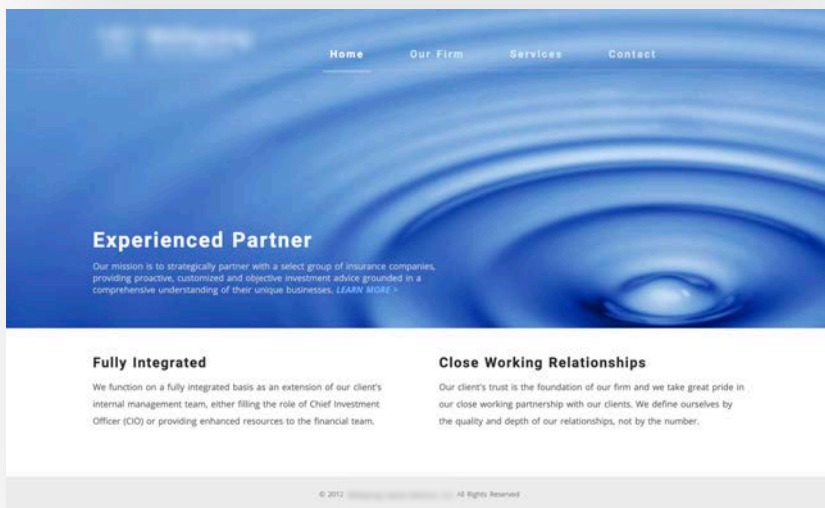 Home Our Firm Services Contact
Experienced Partner
Our mission is to strategically partner with a select group of insurance companies,
providing proactive, customized and objective investment advice grounded in a
comprehensive understanding of their unique businesses. LEARN MORE >
Fully Integrated
We function on a fully integrated basis as an extension of our client's
internal management team, either filling the role of Chief Investment
Officer (CIO) or providing enhanced resources to the financial team.
Close Working Relationships
Our client's trust is the foundation of our firm and we take great pride in
our close working partnership with our clients. We define ourselves by
the quality and depth of our relationships, not by the number.
© 2012 All Rights Reserved